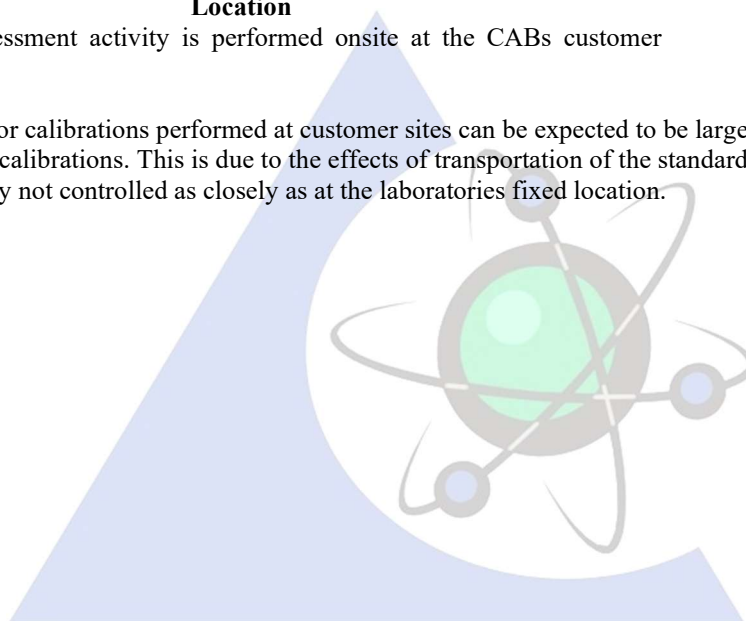 Location
essment activity is performed onsite at the CABs customer
or calibrations performed at customer sites can be expected to be large
calibrations. This is due to the effects of transportation of the standard
y not controlled as closely as at the laboratories fixed location.